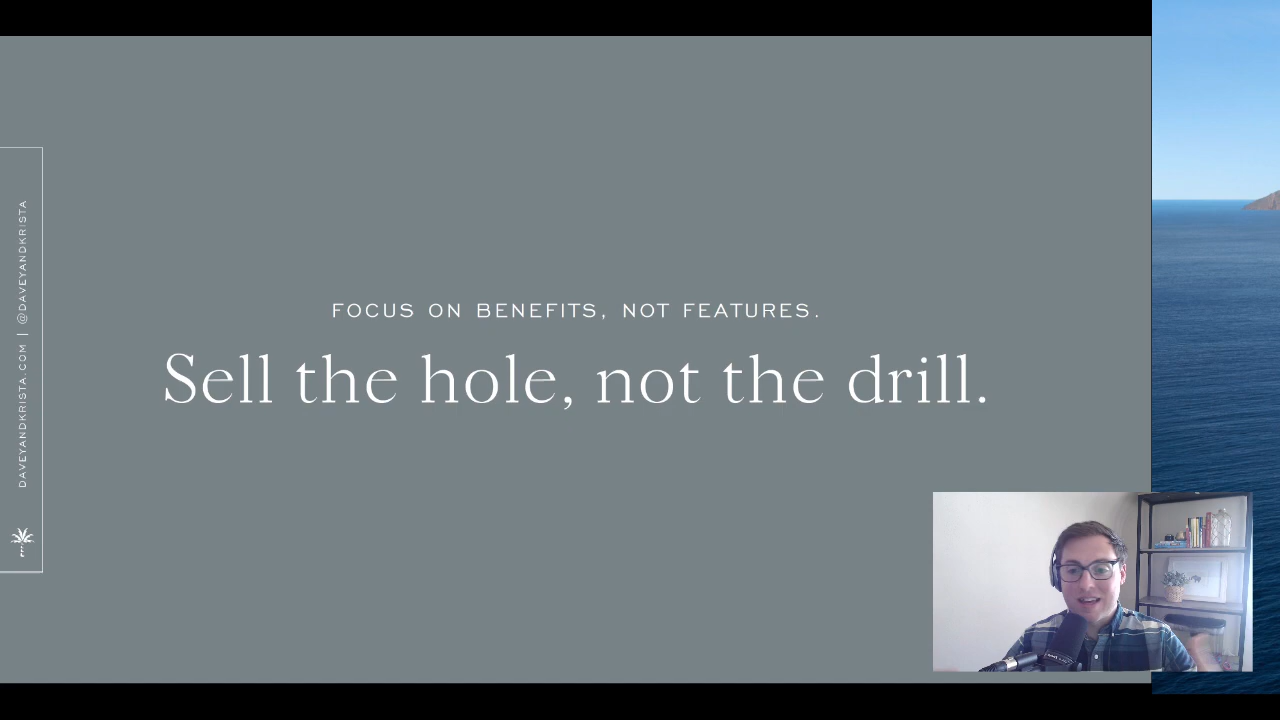 FOCUS ON BENEFITS, NOT FEATURES.
Sell the hole, not the drill.
DAVEYANDKRISTA.COM | @DAVEYANDKRISTA